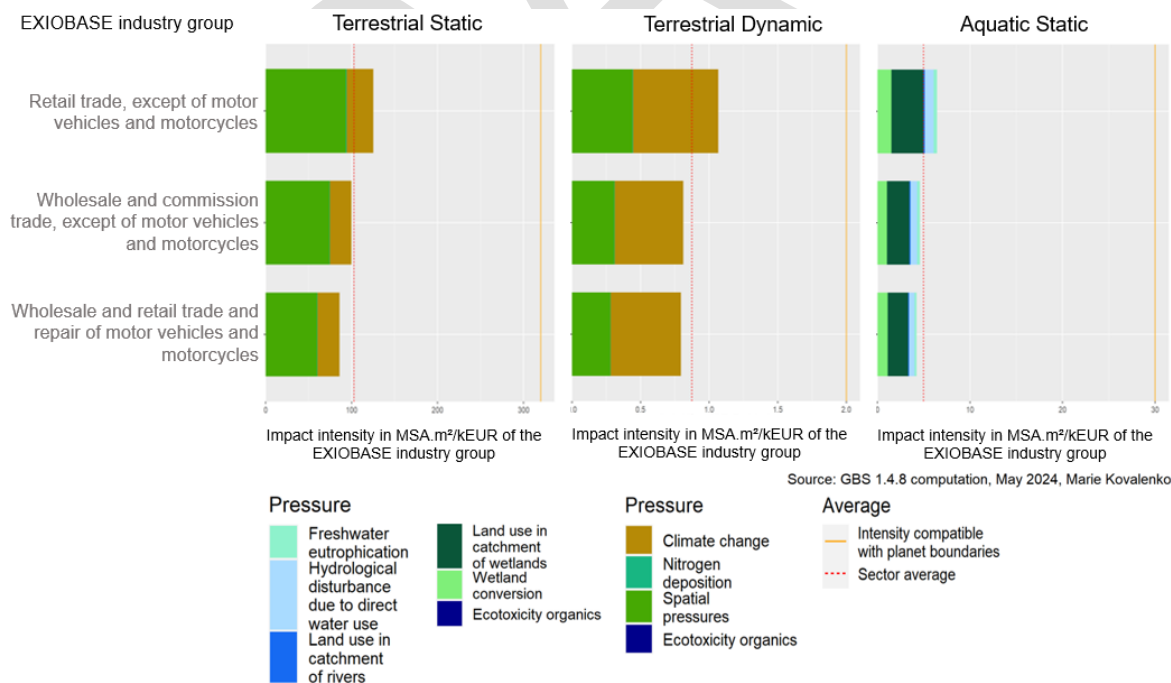 EXIOBASE industry group
Terrestrial Static
Terrestrial Dynamic
Aquatic Static
Retail trade, except of motor
vehicles and motorcycles
Wholesale and commission
trade, except of motor vehicles
and motorcycles
Wholesale and retail trade and
repair of motor vehicles and
motorcycles
0
100
200
300
.0
0.5
1.0
1.5
2.0
0
10
20
30
Impact intensity in MSA.m²/kEUR of the
EXIOBASE industry group
Impact intensity in MSA.m²/kEUR of the
EXIOBASE industry group
Impact intensity in MSA.m²/kEUR of the
EXIOBASE industry group
Source: GBS 1.4.8 computation, May 2024, Marie Kovalenko
Pressure
Freshwater
eutrophication
Hydrological
disturbance
due to direct
water use
Land use in
catchment
of rivers
Land use in
catchment
of wetlands
Wetland
conversion
Ecotoxicity organics
Pressure
Climate change
Nitrogen
deposition
Spatial
pressures
Ecotoxicity organics
Average
Intensity compatible
with planet boundaries
Sector average